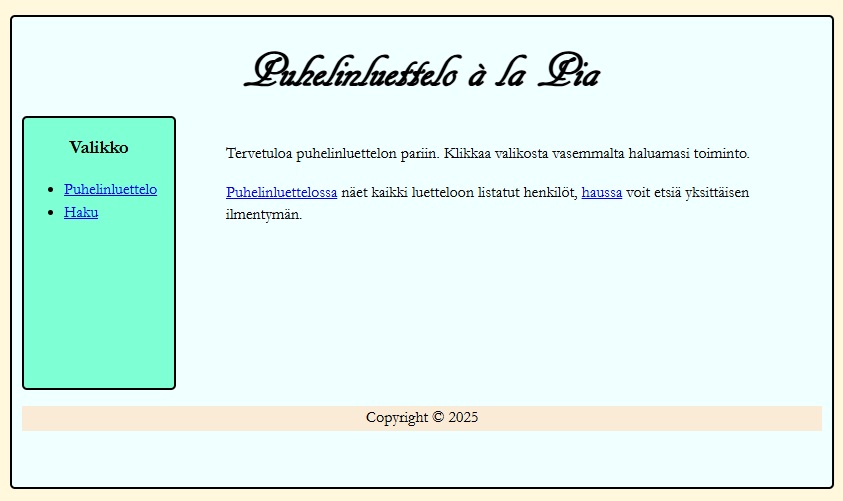 Puhelinluettelo à la Pia
Valikko
Puhelinluettelo
Haku
Tervetuloa puhelinluettelon pariin. Klikkaa valikosta vasemmalta haluamasi toiminto.
Puhelinluettelossa näet kaikki luetteloon listatut henkilöt, haussa voit etsiä yksittäisen
ilmentymän.
Copyright © 2025